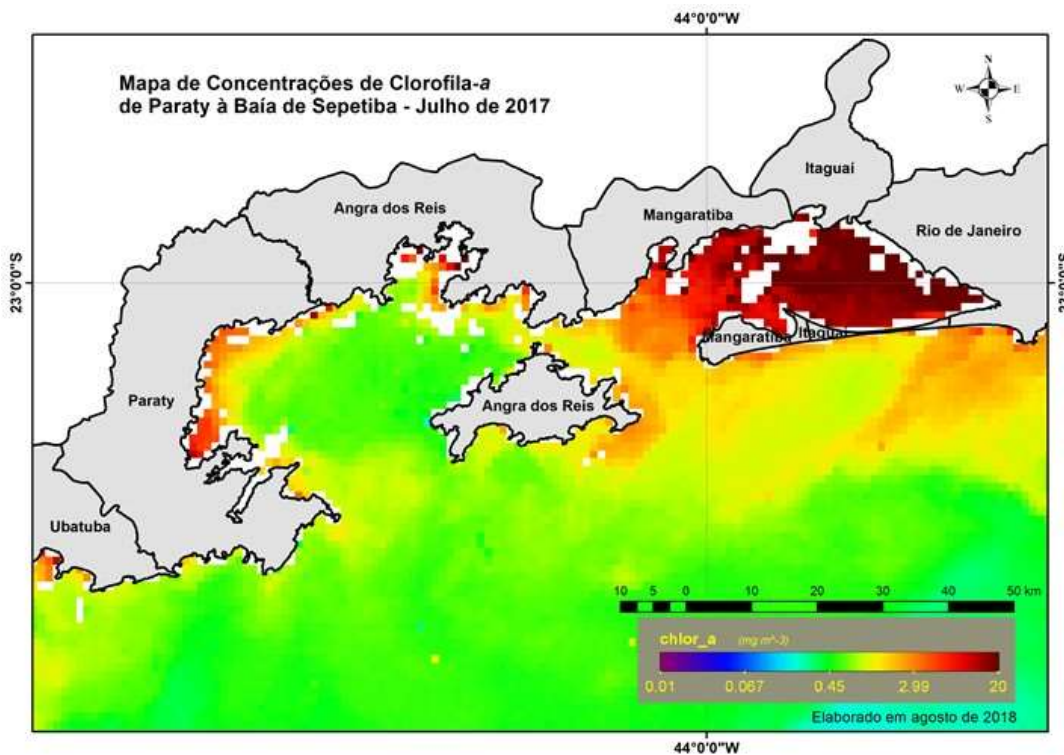 44°0'0"W
Mapa de Concentrações de Clorofila-a
de Paraty à Baía de Sepetiba - Julho de 2017
N
W E
S
Itaguaí
Angra dos Reis
Mangaratiba
Rio de Janeiro
23°0'0"S
23°0'0"S
Mangaratiba
Itaguaí
Paraty
Angra dos Reis
Ubatuba
10 5 0 10 20 30 40 50 km
chlor_a (mg m^-3)
0.01 0.067 0.45 2.99 20
Elaborado em agosto de 2018
44°0'0"W